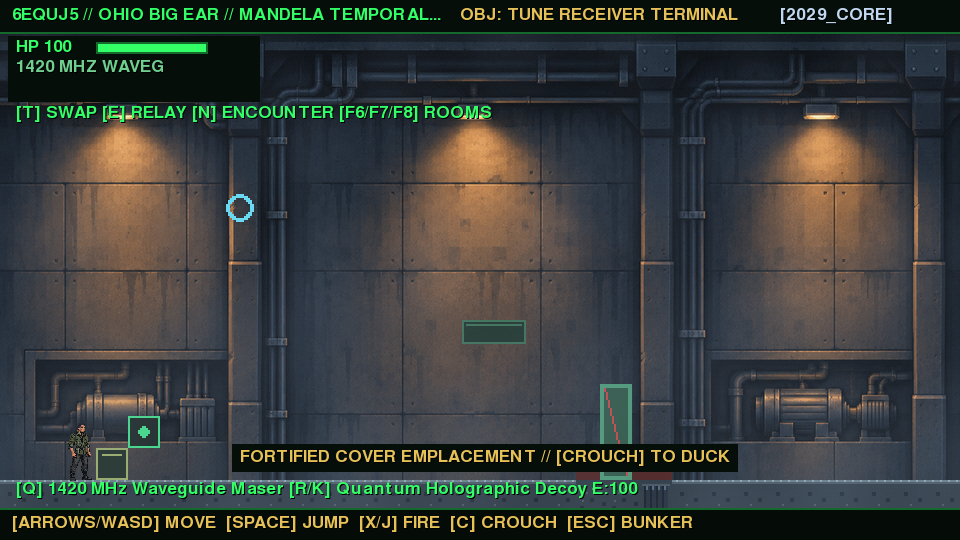 6EQUJ5 // OHIO BIG EAR // MANDELA TEMPORAL... OBJ: TUNE RECEIVER TERMINAL [2029_CORE]
HP 100
1420 MHZ WAVEG
[T] SWAP [E] RELAY [N] ENCOUNTER [F6/F7/F8] ROOMS
FORTIFIED COVER EMPLACEMENT // [CROUCH] TO DUCK
[Q] 1420 MHz Waveguide Maser [R/K] Quantum Holographic Decoy E:100
[ARROWS/WASD] MOVE [SPACE] JUMP [X/J] FIRE [C] CROUCH [ESC] BUNKER